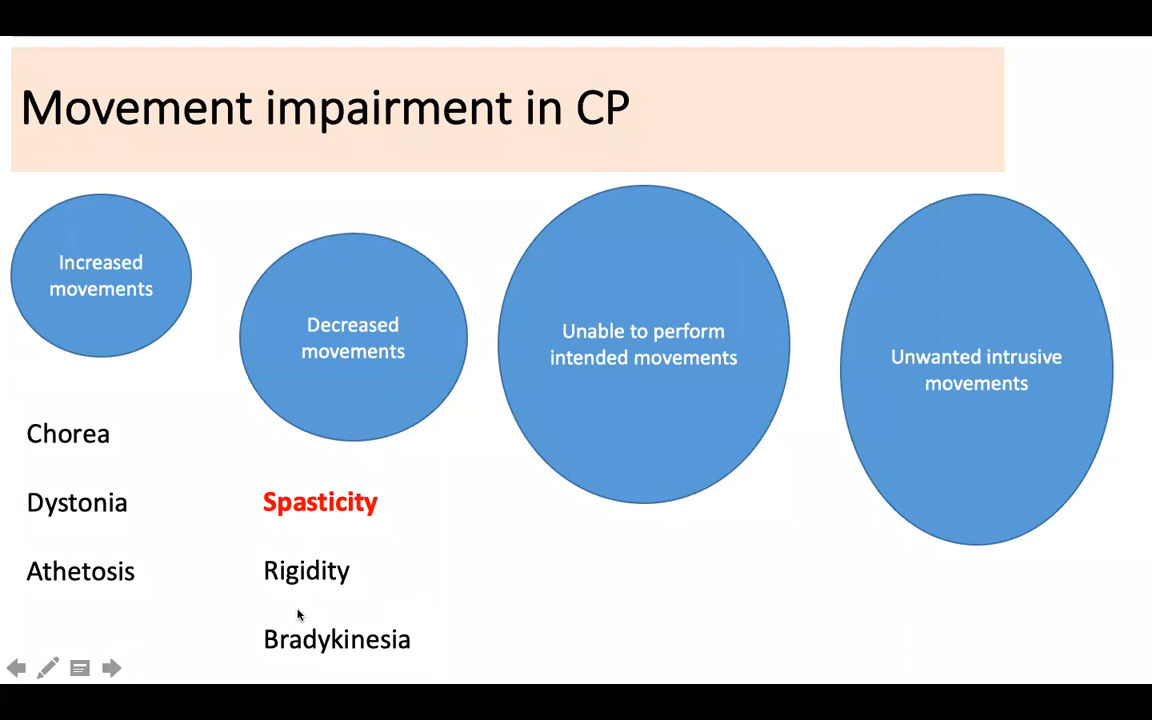 Movement impairment in CP
Increased
movements
Decreased
movements
Unable to perform
intended movements
Unwanted intrusive
movements
Chorea
Dystonia
Athetosis
Spasticity
Rigidity
Bradykinesia